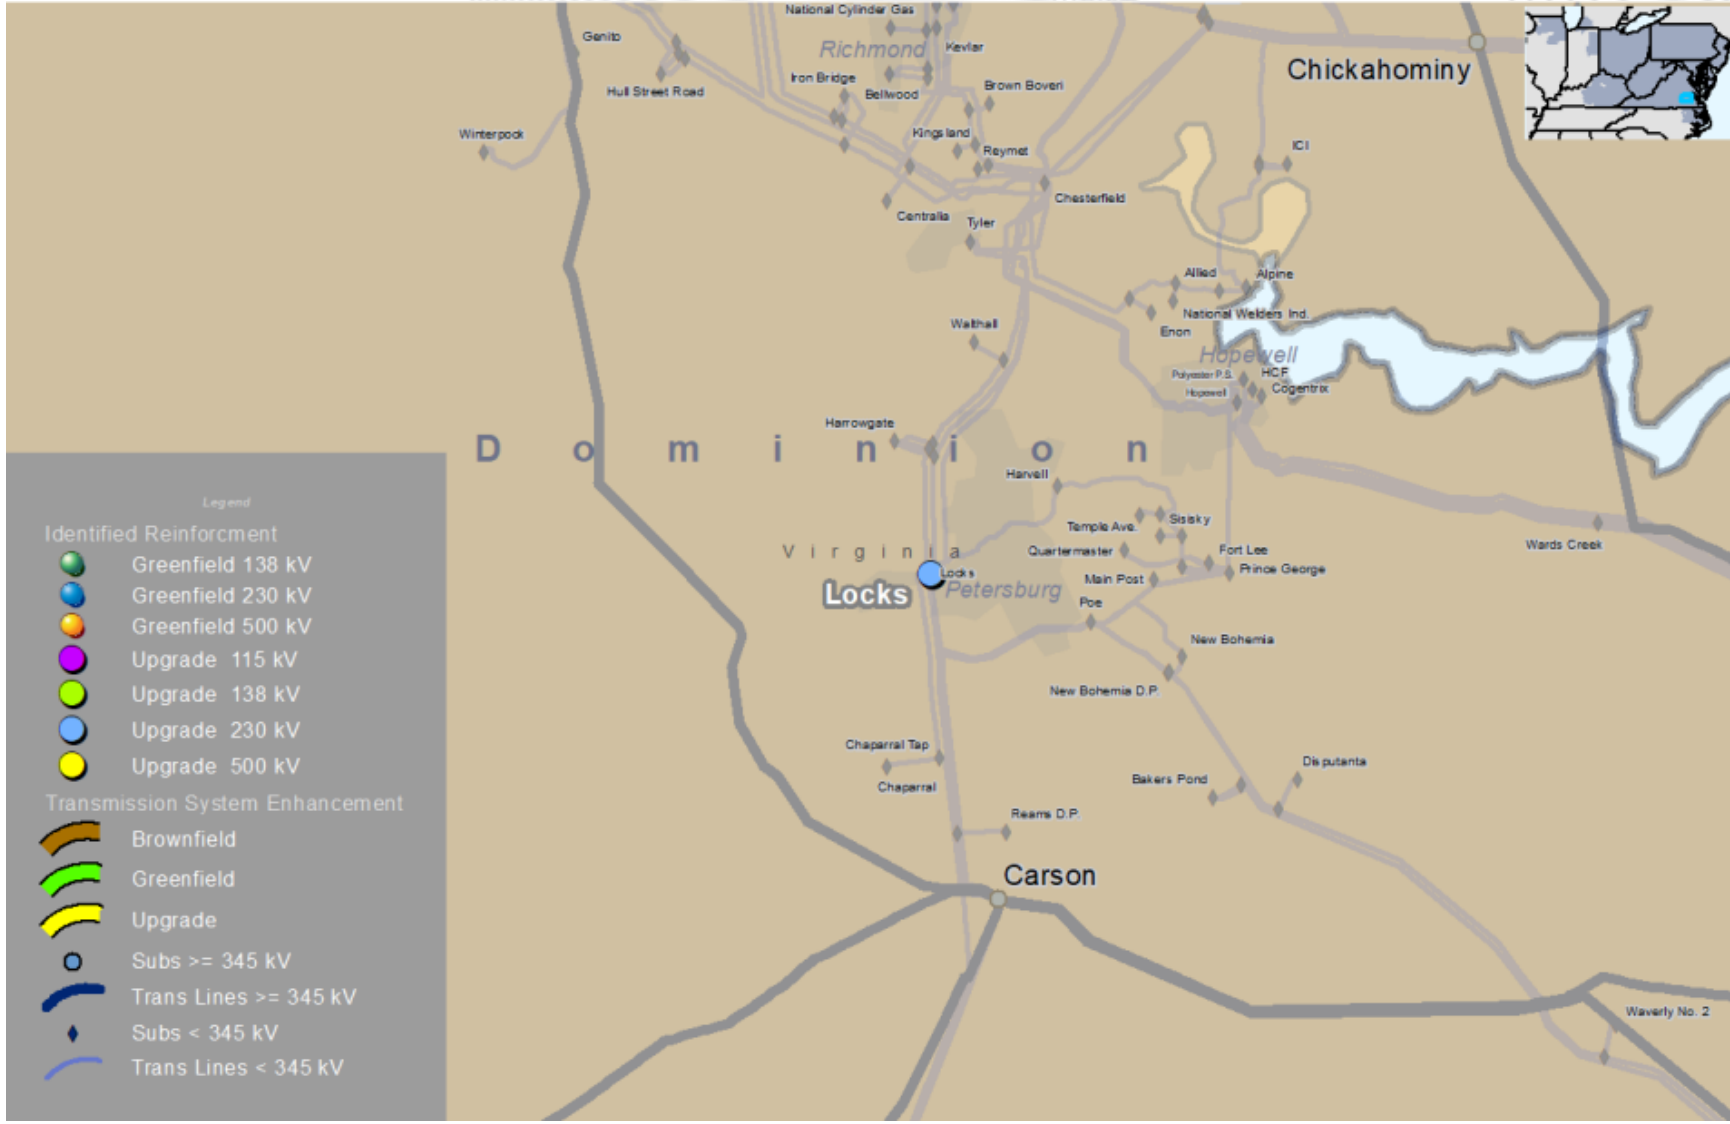 National Cylinder Gas
Genito
Richmond
Kevlar
Chickahominy
Hull Street Road
Iron Bridge
Bellwood
Brown Boveri
Winterpock
Kingsland
Reymet
ICI
Chesterfield
Centralia
Tyler
Allied
Alpine
National Welders Ind.
Enon
Walthall
Hopewell
Polyester P.S.
HCF
Cogentrix
Hopewell
Harrowgate
Dominion
Harvell
Temple Ave.
Sisisky
Quartermaster
Fort Lee
Wards Creek
Virginia
Locks
Locks
Petersburg
Main Post
Prince George
Poe
New Bohemia
New Bohemia D.P.
Chaparral Tap
Chaparral
Bakers Pond
Disputanta
Reams D.P.
Carson
Waverly No. 2
Legend
Identified Reinforcment
Greenfield 138 kV
Greenfield 230 kV
Greenfield 500 kV
Upgrade 115 kV
Upgrade 138 kV
Upgrade 230 kV
Upgrade 500 kV
Transmission System Enhancement
Brownfield
Greenfield
Upgrade
Subs >= 345 kV
Trans Lines >= 345 kV
Subs < 345 kV
Trans Lines < 345 kV